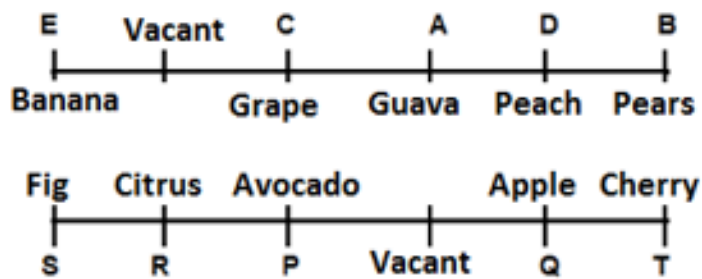 E Vacant C A D B
Banana Grape Guava Peach Pears
Fig Citrus Avocado Apple Cherry
S R P Vacant Q T